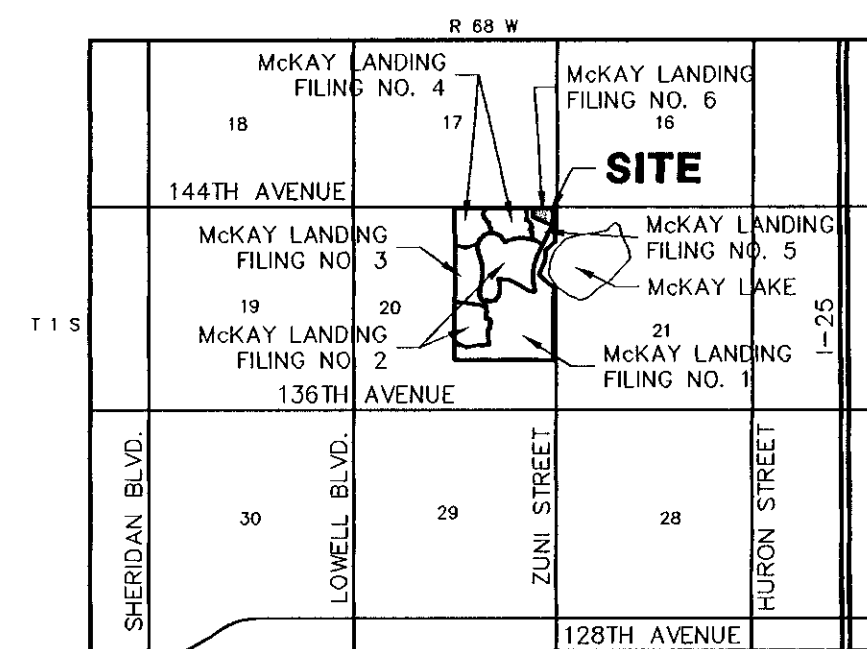 R 68 W
McKAY LANDING
FILING NO. 4
McKAY LANDING
FILING NO. 6
18
17
16
SITE
144TH AVENUE
McKAY LANDING
FILING NO. 3
McKAY LANDING
FILING NO. 5
McKAY LAKE
19
20
21
T 1 S
I-25
McKAY LANDING
FILING NO. 2
McKAY LANDING
FILING NO. 1
136TH AVENUE
SHERIDAN BLVD.
LOWELL BLVD.
ZUNI STREET
HURON STREET
30
29
28
128TH AVENUE